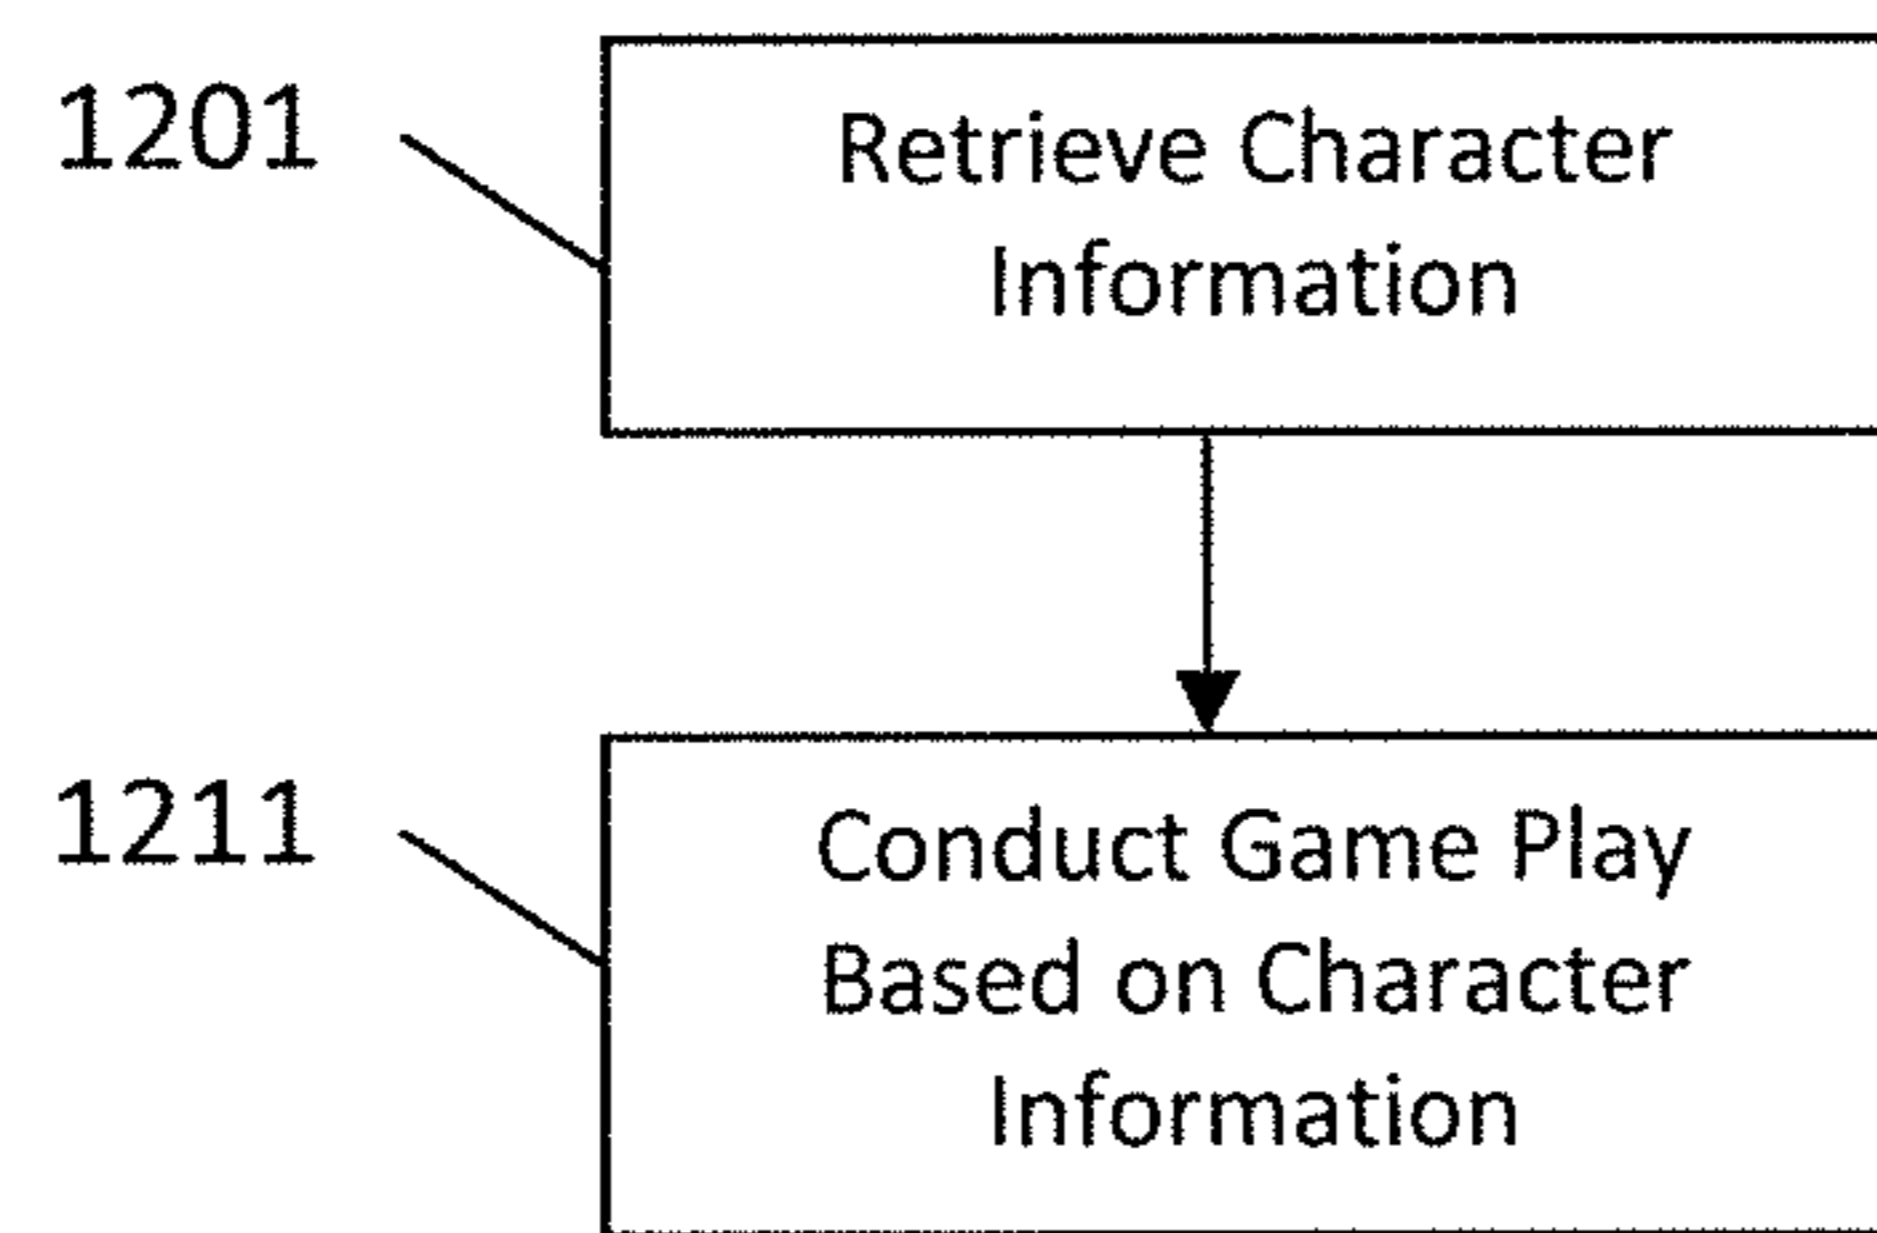 1201
Retrieve Character
Information
1211
Conduct Game Play
Based on Character
Information